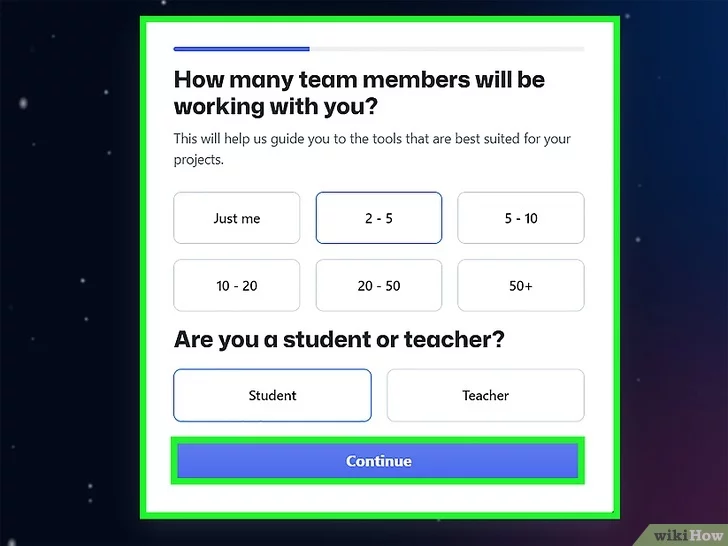 How many team members will be
working with you?
This will help us guide you to the tools that are best suited for your
projects.
Just me
2 - 5
5 - 10
10 - 20
20 - 50
50+
Are you a student or teacher?
Student
Teacher
Continue
wikiHow